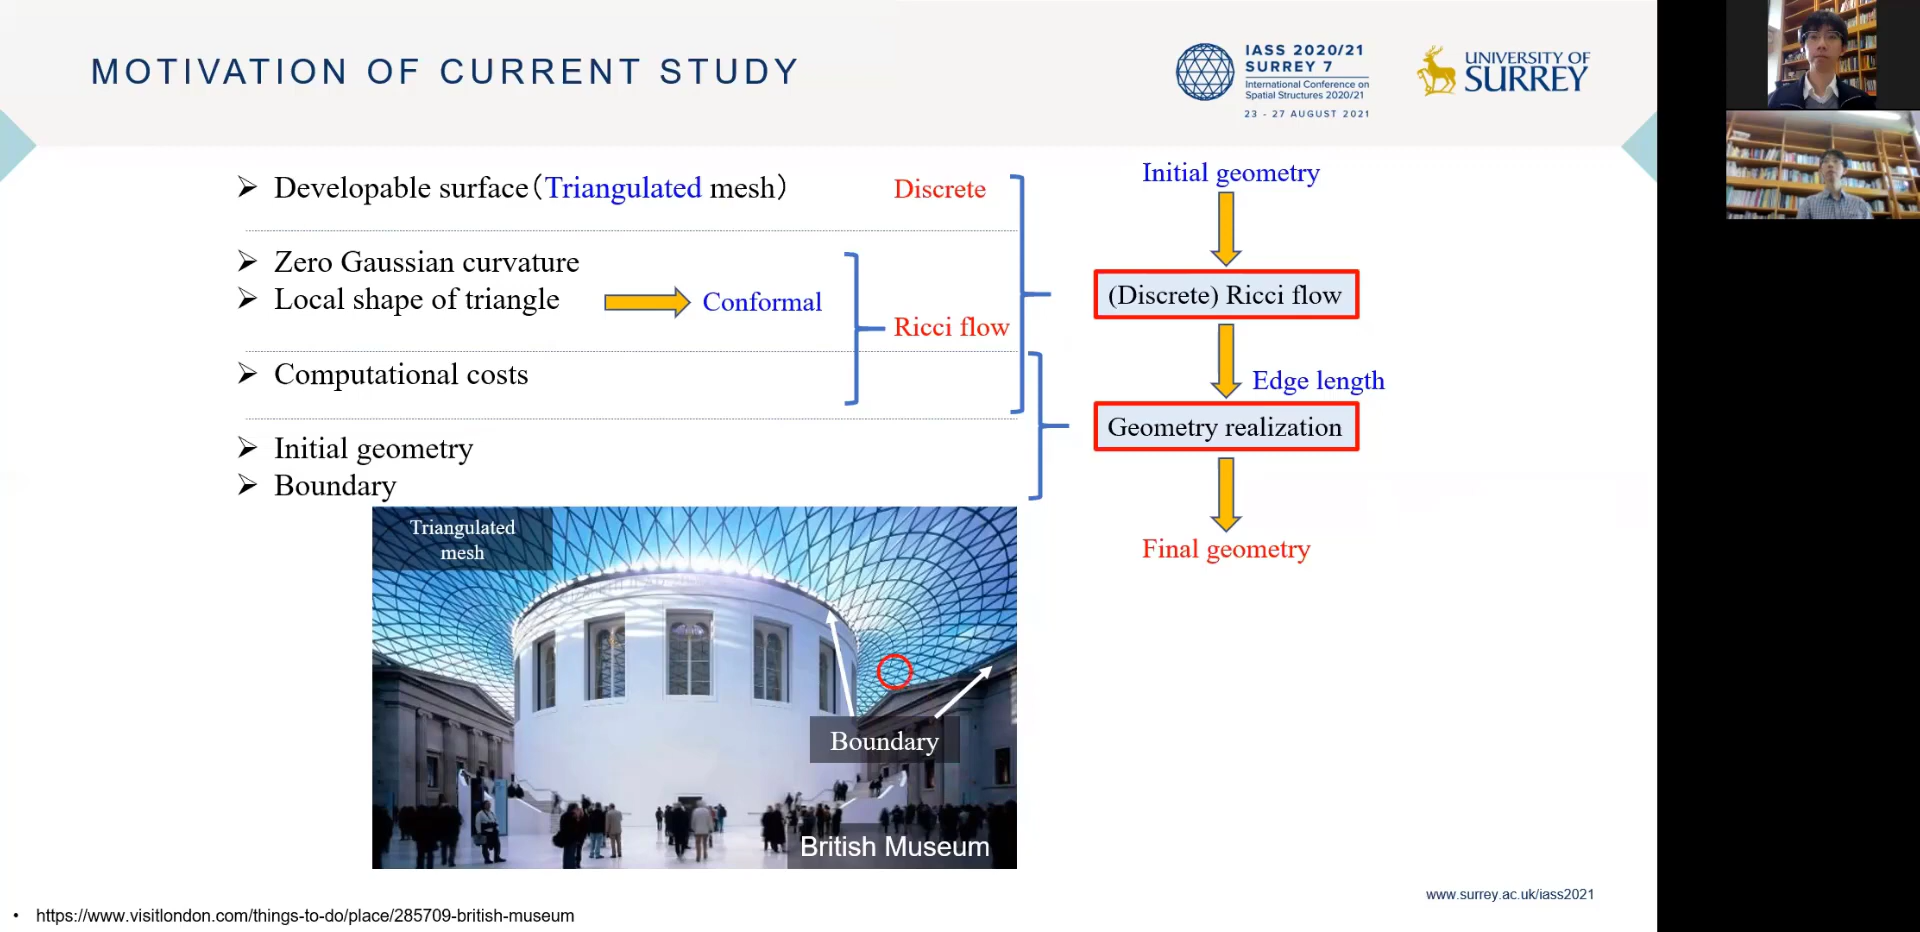 MOTIVATION OF CURRENT STUDY
IASS 2020/21
SURREY 7
International Conference on
Spatial Structures 2020/21
23 - 27 AUGUST 2021
UNIVERSITY OF
SURREY
➢ Developable surface (Triangulated mesh)
Discrete
➢ Zero Gaussian curvature
➢ Local shape of triangle
Conformal
Ricci flow
➢ Computational costs
➢ Initial geometry
➢ Boundary
Initial geometry
(Discrete) Ricci flow
Edge length
Geometry realization
Final geometry
Triangulated
mesh
Boundary
British Museum
www.surrey.ac.uk/iass2021
• https://www.visitlondon.com/things-to-do/place/285709-british-museum